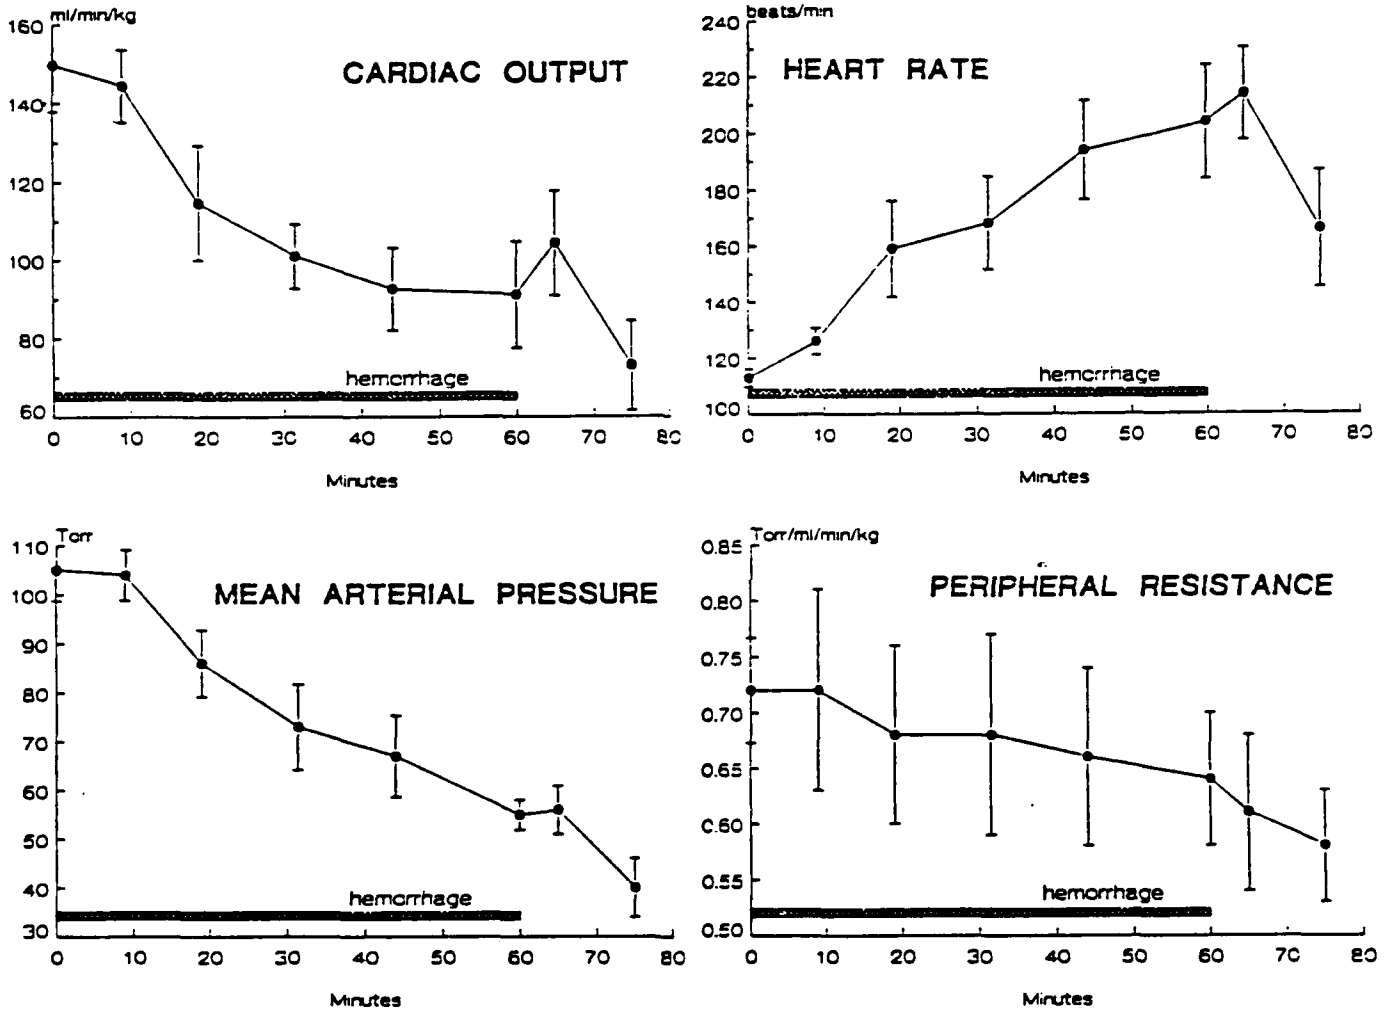 ml/min/kg
CARDIAC OUTPUT
160
140
120
100
80
60
hemorrhage
0 10 20 30 40 50 60 70 80
Minutes
beats/min
HEART RATE
240
220
200
180
160
140
120
100
hemorrhage
0 10 20 30 40 50 60 70 80
Minutes
Torr
MEAN ARTERIAL PRESSURE
110
100
90
80
70
60
50
40
30
hemorrhage
0 10 20 30 40 50 60 70 80
Minutes
Torr/ml/min/kg
PERIPHERAL RESISTANCE
0.85
0.80
0.75
0.70
0.65
0.60
0.55
0.50
hemorrhage
0 10 20 30 40 50 60 70 80
Minutes